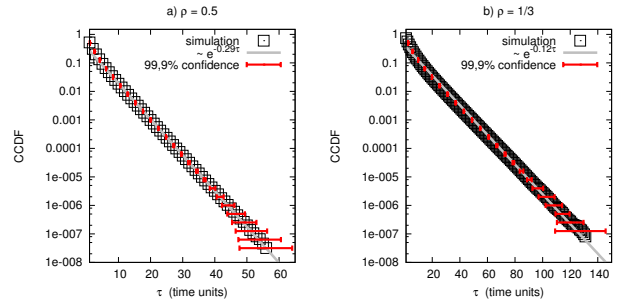 a) ρ = 0.5
CCDF
1
0.1
0.01
0.001
0.0001
1e-005
1e-006
1e-007
1e-008
simulation
~ e^-0.29τ
99,9% confidence
10 20 30 40 50 60
τ (time units)
b) ρ = 1/3
CCDF
1
0.1
0.01
0.001
0.0001
1e-005
1e-006
1e-007
1e-008
simulation
~ e^-0.12τ
99,9% confidence
20 40 60 80 100 120 140
τ (time units)